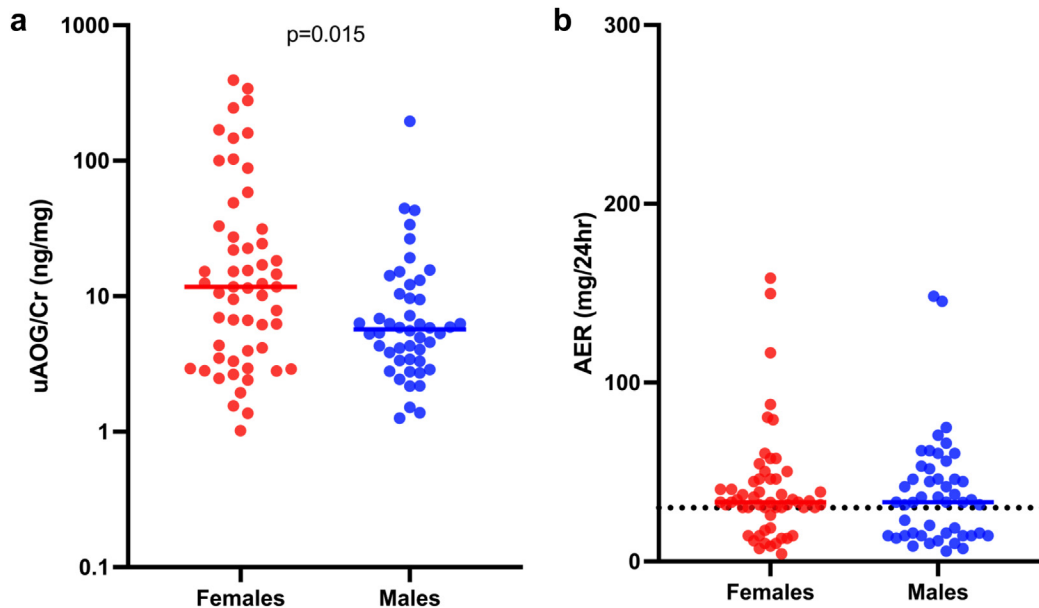 a
p=0.015
uAOG/Cr (ng/mg)
1000
100
10
1
0.1
Females
Males
b
AER (mg/24hr)
300
200
100
0
Females
Males